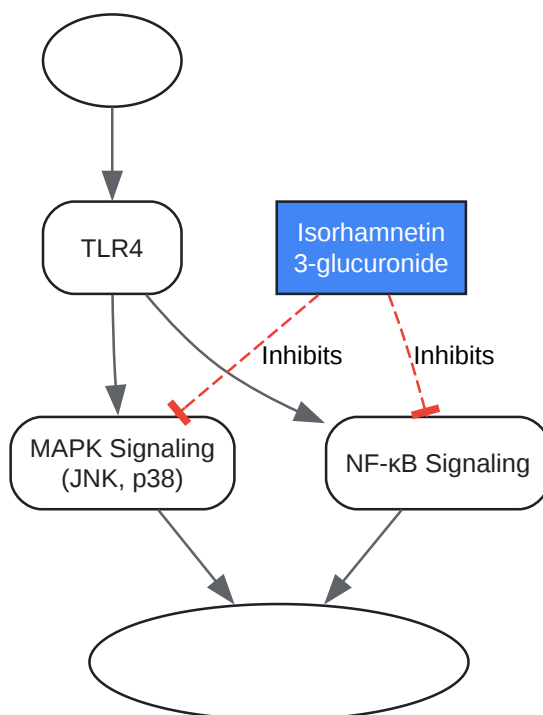 TLR4
Isorhamnetin
3-glucuronide
Inhibits
Inhibits
MAPK Signaling
(JNK, p38)
NF-κB Signaling